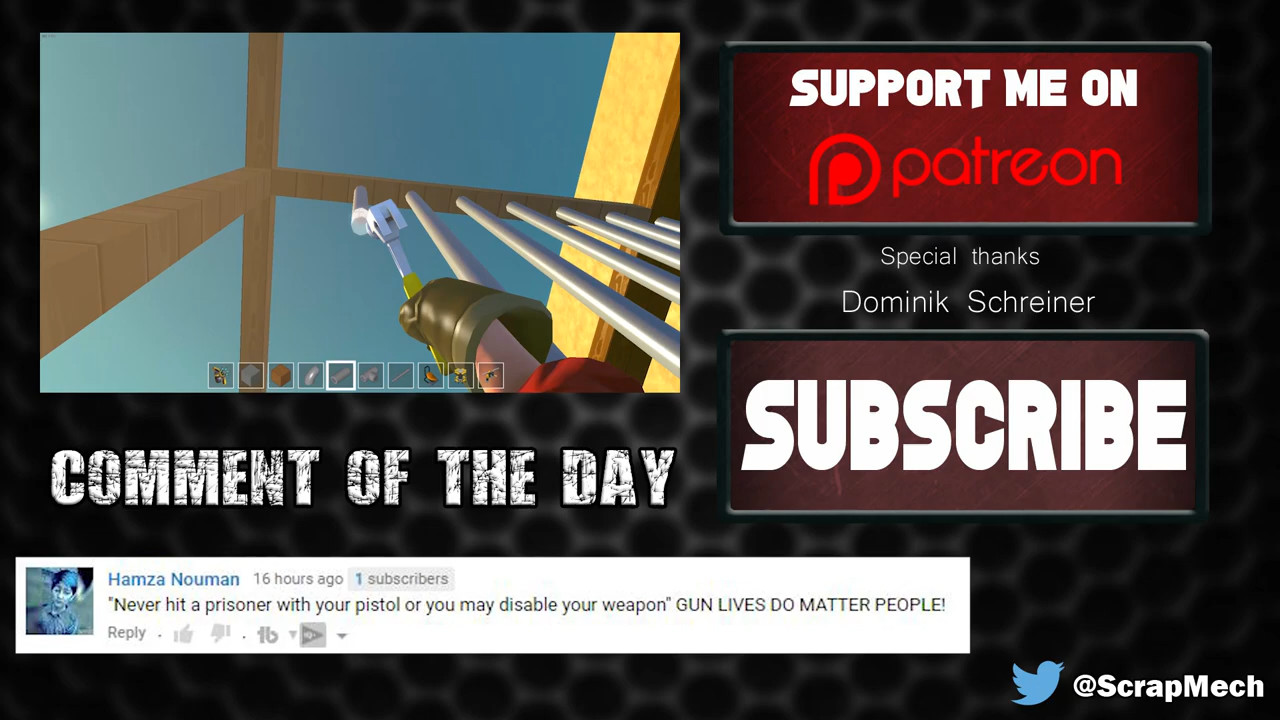 SUPPORT ME ON
patreon
Special thanks
Dominik Schreiner
SUBSCRIBE
COMMENT OF THE DAY
Hamza Nouman 16 hours ago 1 subscribers
"Never hit a prisoner with your pistol or you may disable your weapon" GUN LIVES DO MATTER PEOPLE!
Reply
@ScrapMech